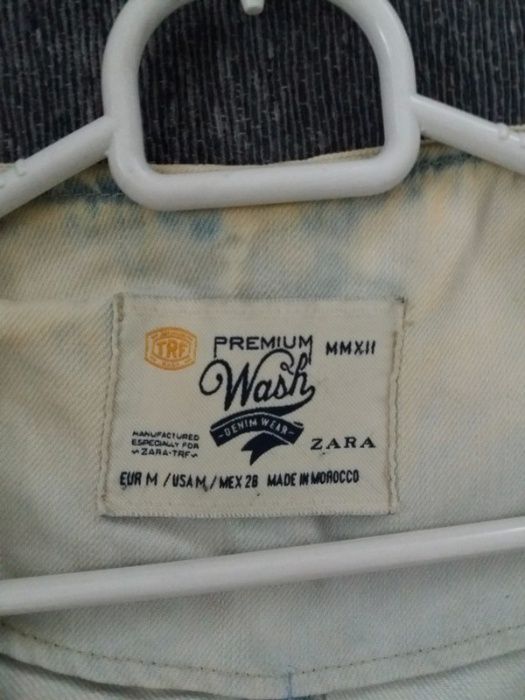 TRF
PREMIUM
MMXII
Wash
DENIM WEAR
MANUFACTURED
ESPECIALLY FOR
~ZARA·TRF~
ZARA
EUR M / USA M / MEX 28 MADE IN MOROCCO